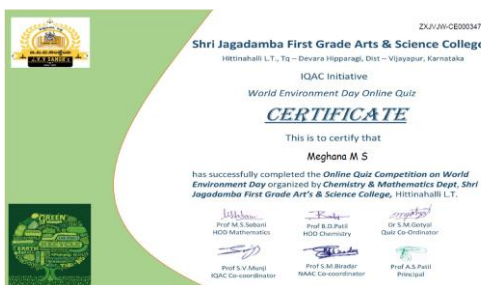 ZXJVJW-CE000347
Shri Jagadamba First Grade Arts & Science College
Hittinahalli L.T., Tq – Devara Hipparagi, Dist – Vijayapur, Karnataka
IQAC Initiative
World Environment Day Online Quiz
CERTIFICATE
This is to certify that
Meghana M S
has successfully completed the Online Quiz Competition on World
Environment Day organized by Chemistry & Mathematics Dept, Shri
Jagadamba First Grade Art's & Science College, Hittinahalli L.T.
Prof M.S.Sebani
HOD Mathematics
Prof B.D.Patil
HOD Chemistry
Dr S.M.Gotyal
Quiz Co-Ordinator
Prof S.V.Manji
IQAC Co-coordinator
Prof S.M.Biradar
NAAC Co-coordinator
Prof A.S.Patil
Principal
GREEN
EARTH
RECYCLE